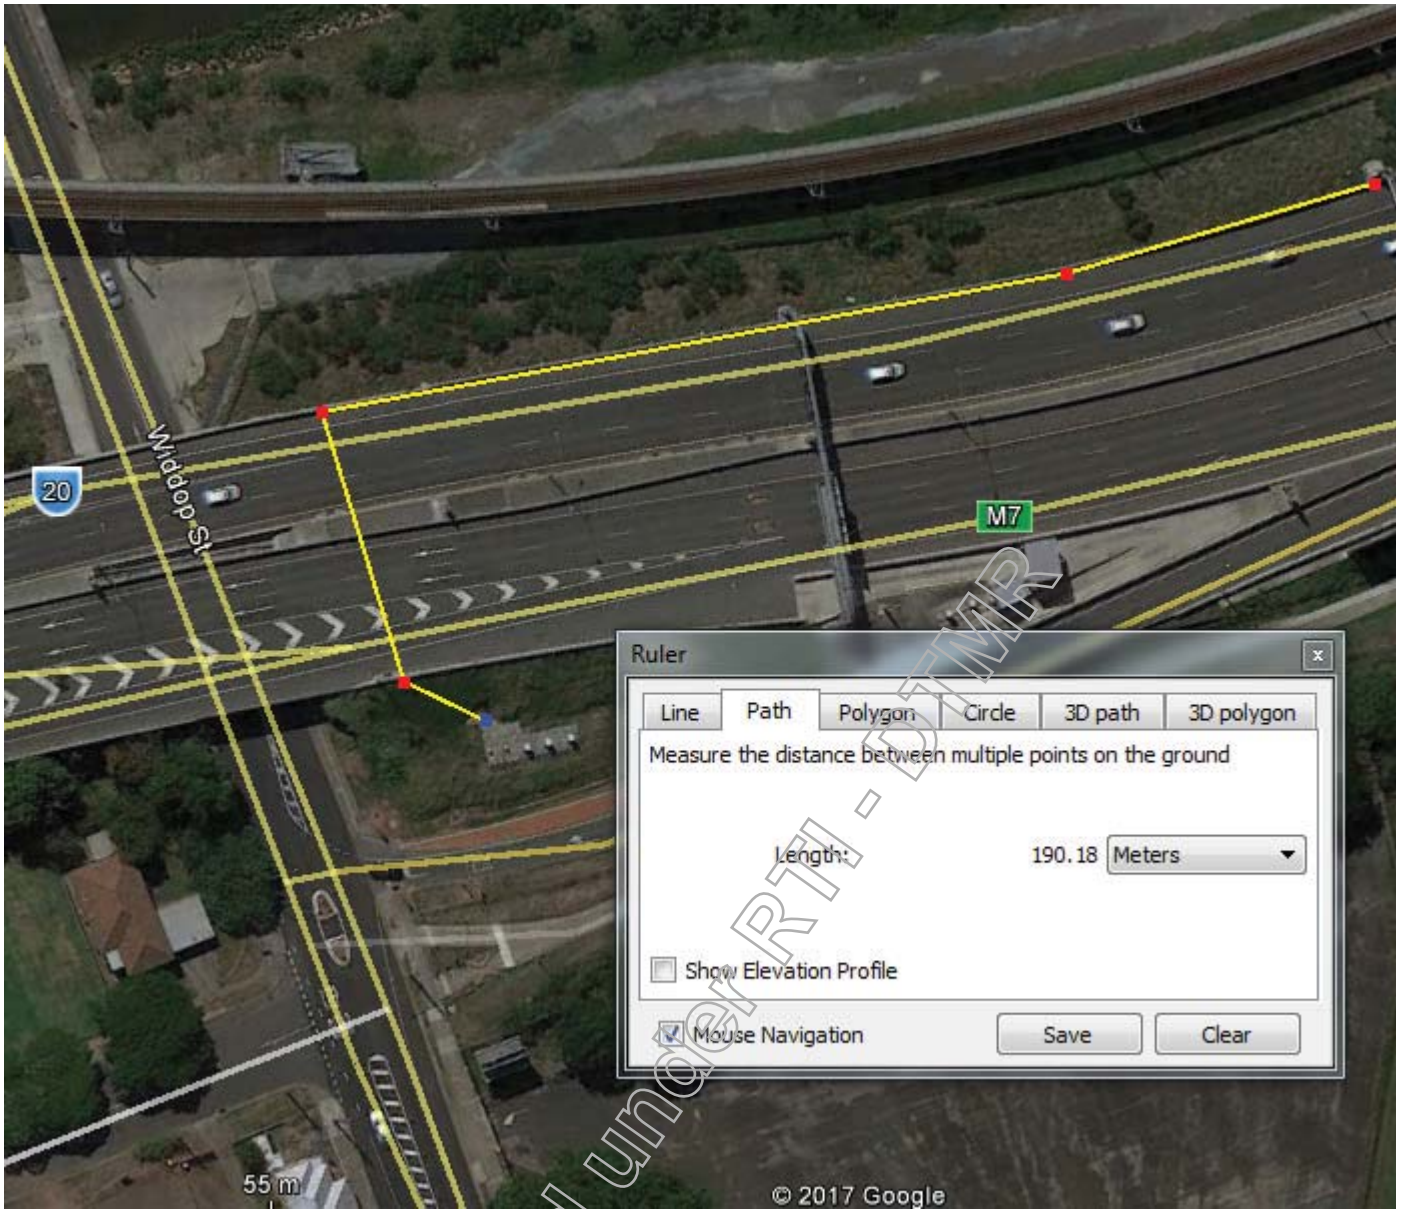 20
Widdop St
M7
Ruler
x
Line
Path
Polygon
Circle
3D path
3D polygon
Measure the distance between multiple points on the ground
Length:
190.18
Meters
Show Elevation Profile
Mouse Navigation
Save
Clear
under RTI - DTMR
55 m
© 2017 Google